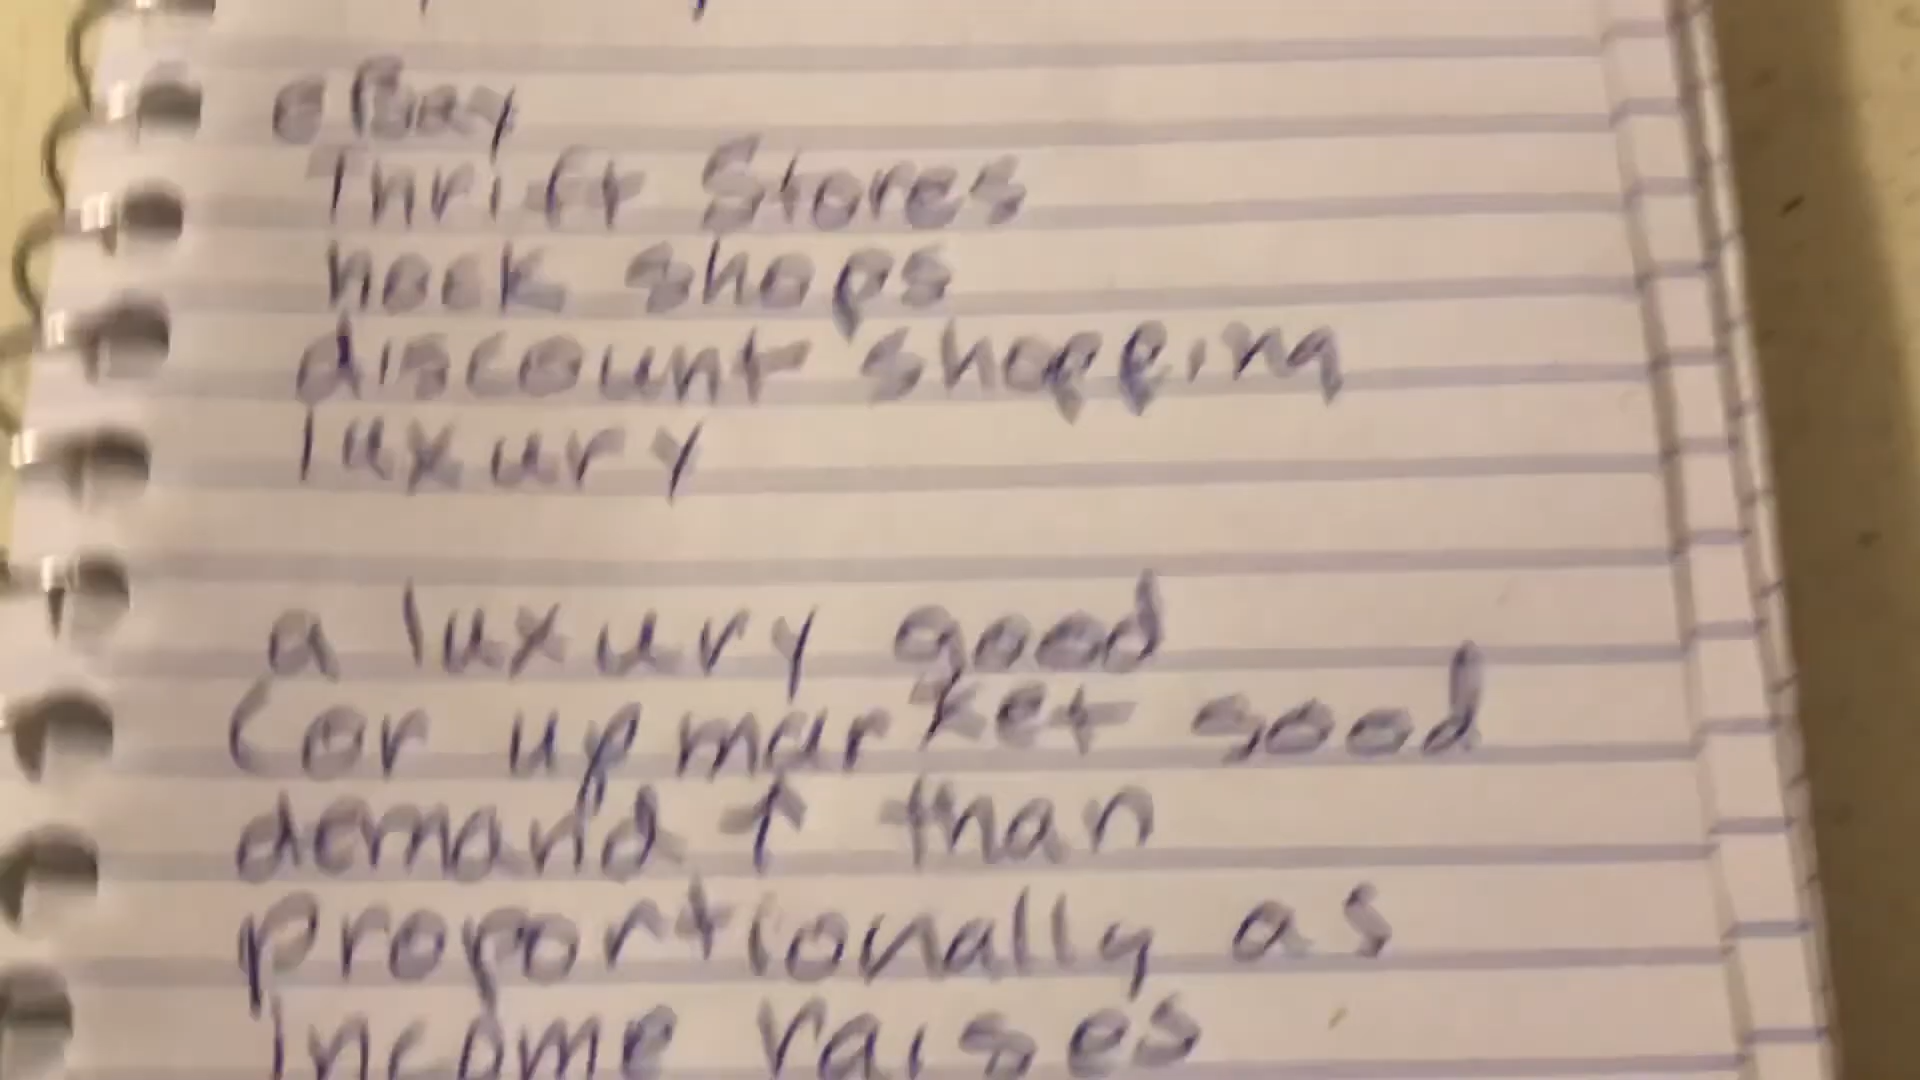 eBay
Thrift Stores
hock shops
discount shopping
luxury
a luxury good
(or upmarket good
demand ↑ than
proportionally as
income raises